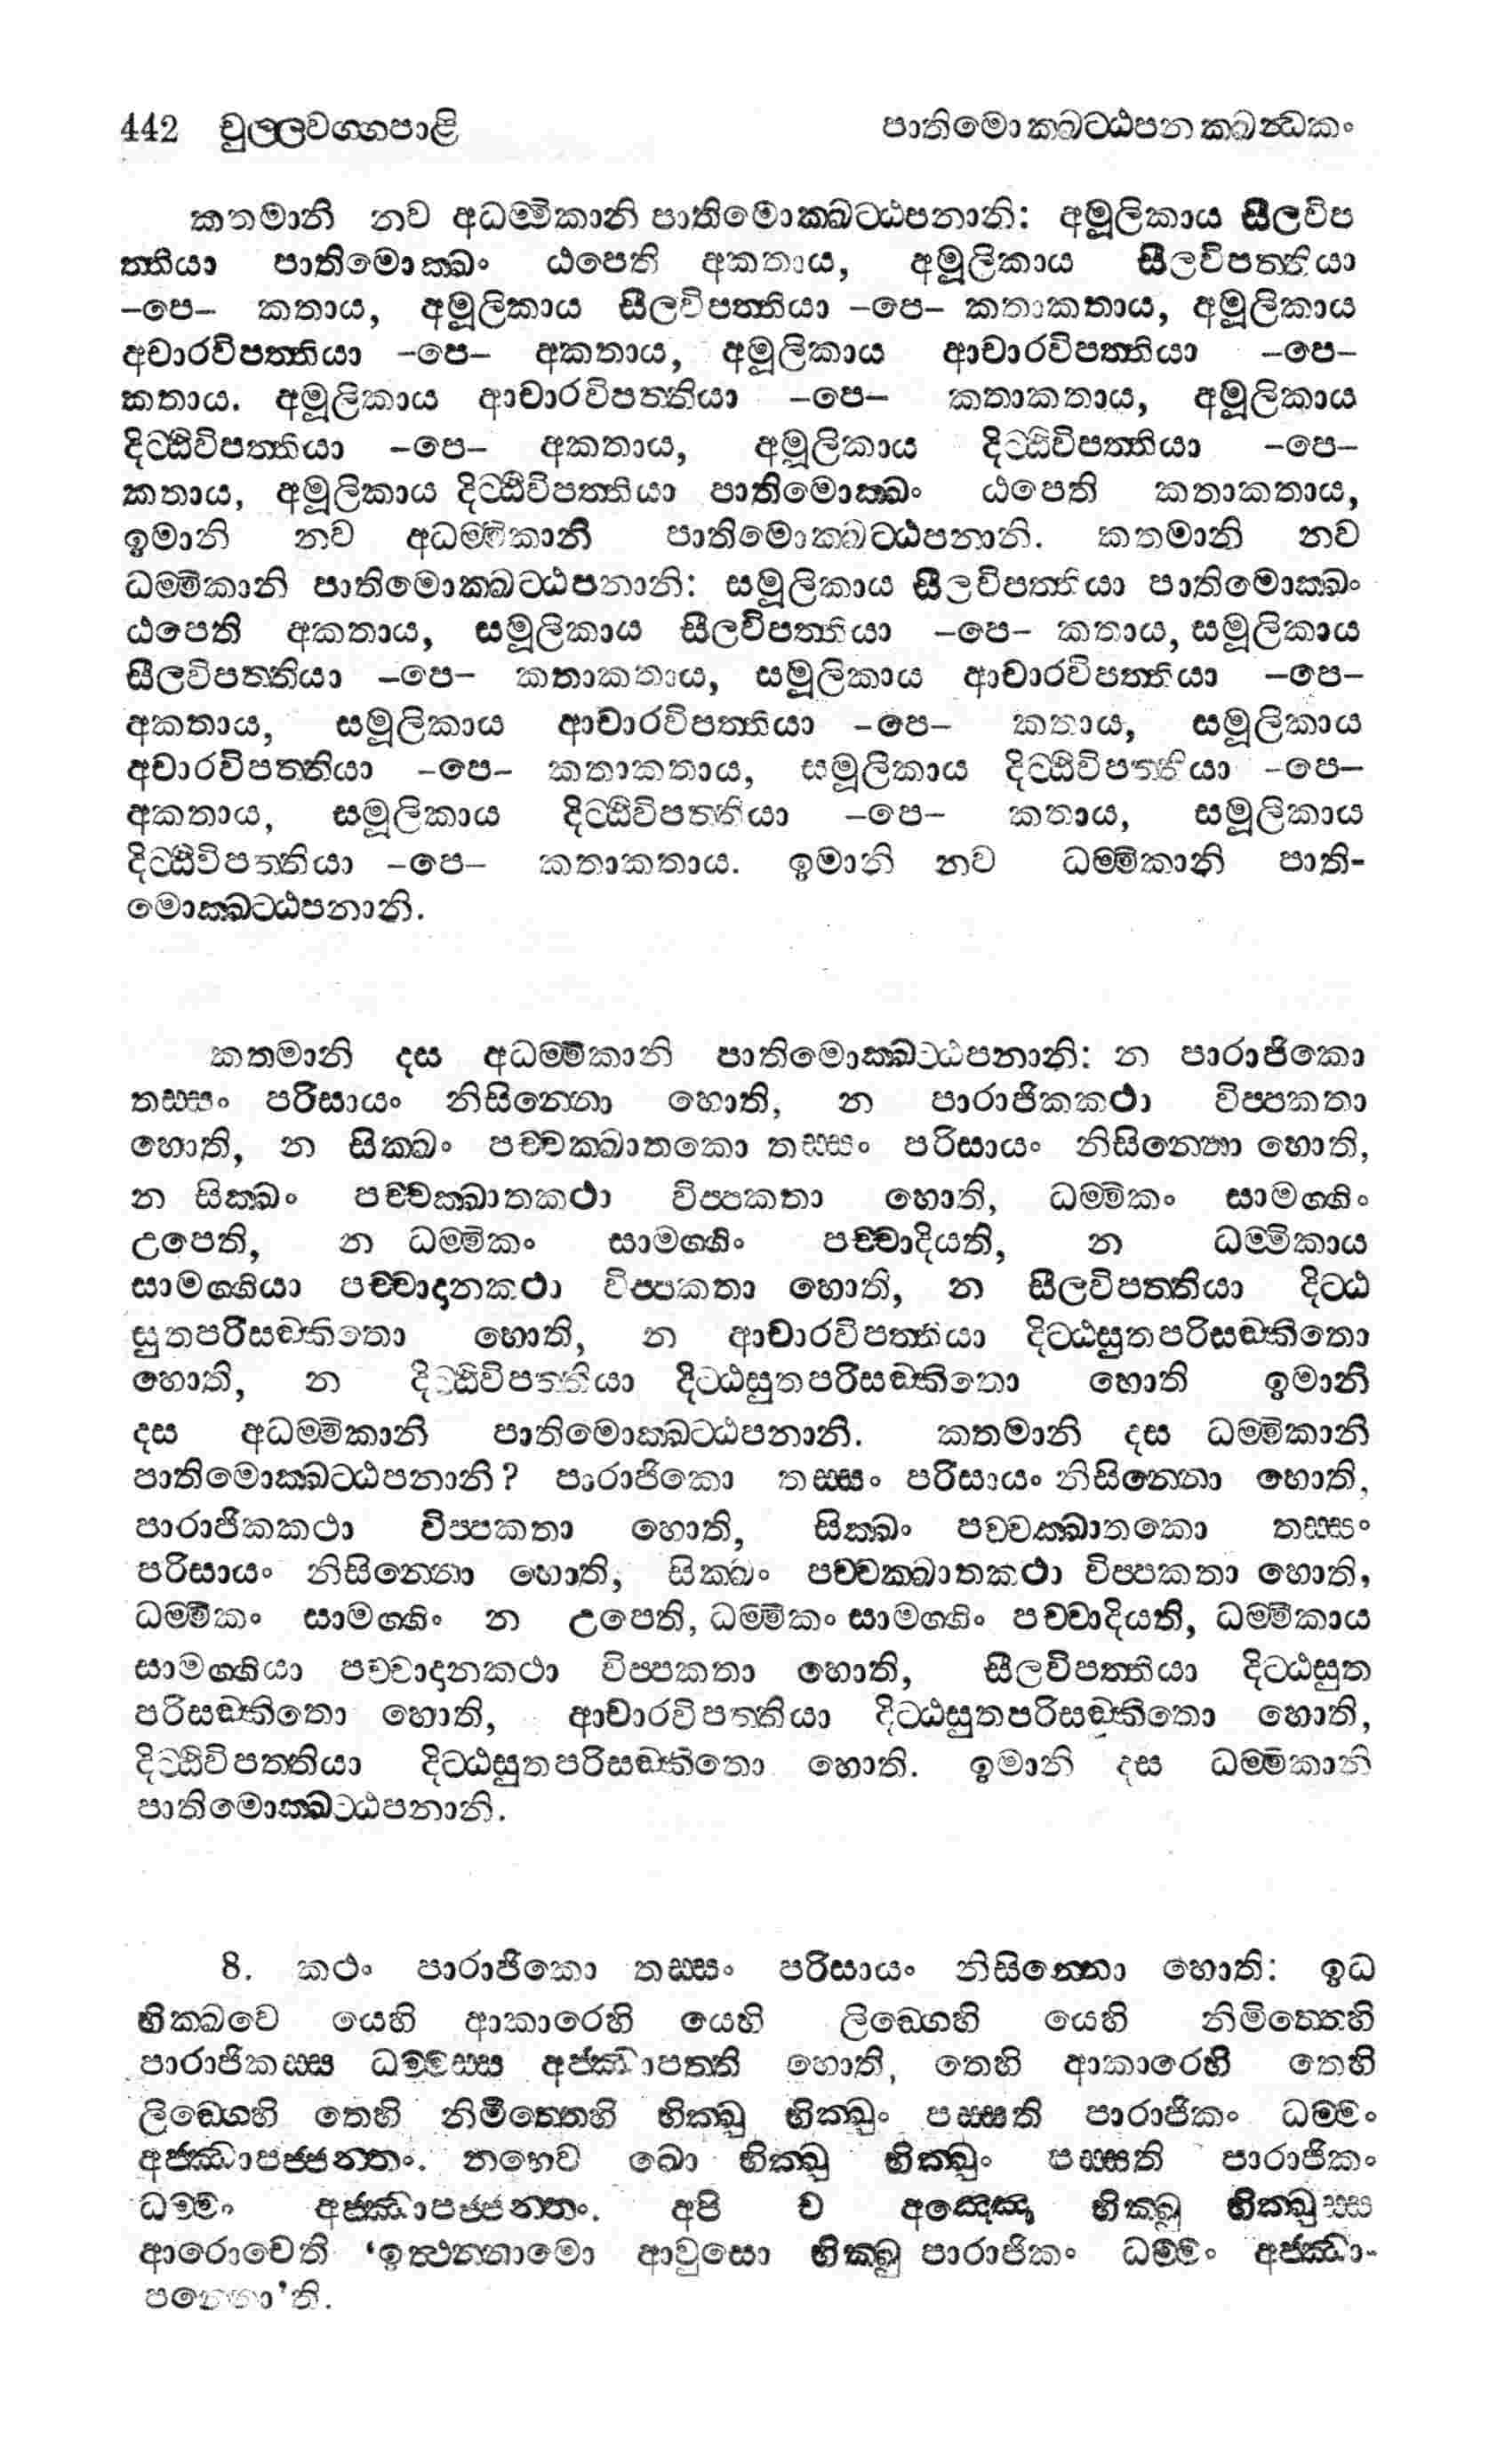 442 චුල්ලවග්ගපාළි පාතිමොක්ඛට්ඨපනක්ඛන්ධකං
කතමානි නව අධම්මිකානි පාතිමොක්ඛට්ඨපනානි: අමූලිකාය සීලවිප
ත්තියා පාතිමොක්ඛං ඨපෙති අකතාය, අමූලිකාය සීලවිපත්තියා
–පෙ– කතාය, අමූලිකාය සීලවිපත්තියා –පෙ– කතාකතාය, අමූලිකාය
අචාරවිපත්තියා –පෙ– අකතාය, අමූලිකාය ආචාරවිපත්තියා –පෙ–
කතාය. අමූලිකාය ආචාරවිපත්තියා –පෙ– කතාකතාය, අමූලිකාය
දිට්ඨිවිපත්තියා –පෙ– අකතාය, අමූලිකාය දිට්ඨිවිපත්තියා –පෙ–
කතාය, අමූලිකාය දිට්ඨිවිපත්තියා පාතිමොක්ඛං ඨපෙති කතාකතාය,
ඉමානි නව අධම්මිකානි පාතිමොක්ඛට්ඨපනානි. කතමානි නව
ධම්මිකානි පාතිමොක්ඛට්ඨපනානි: සමූලිකාය සීලවිපත්තියා පාතිමොක්ඛං
ඨපෙති අකතාය, සමූලිකාය සීලවිපත්තියා –පෙ– කතාය, සමූලිකාය
සීලවිපත්තියා –පෙ– කතාකතාය, සමූලිකාය ආචාරවිපත්තියා –පෙ–
අකතාය, සමූලිකාය ආචාරවිපත්තියා –පෙ– කතාය, සමූලිකාය
අචාරවිපත්තියා –පෙ– කතාකතාය, සමූලිකාය දිට්ඨිවිපත්තියා –පෙ–
අකතාය, සමූලිකාය දිට්ඨිවිපත්තියා –පෙ– කතාය, සමූලිකාය
දිට්ඨිවිපත්තියා –පෙ– කතාකතාය. ඉමානි නව ධම්මිකානි පාති-
මොක්ඛට්ඨපනානි.
කතමානි දස අධම්මිකානි පාතිමොක්ඛට්ඨපනානි: න පාරාජිකො
තස්සං පරිසායං නිසින්නො හොති, න පාරාජිකකථා විප්පකතා
හොති, න සික්ඛං පච්චක්ඛාතකො තස්සං පරිසායං නිසින්නො හොති,
න සික්ඛං පච්චක්ඛාතකථා විප්පකතා හොති, ධම්මිකං සාමග්ගිං
උපෙති, න ධම්මිකං සාමග්ගිං පච්චාදියති, න ධම්මිකාය
සාමග්ගියා පච්චාදානකථා විප්පකතා හොති, න සීලවිපත්තියා දිට්ඨ
සුතපරිසඞ්කිතො හොති, න ආචාරවිපත්තියා දිට්ඨසුතපරිසඞ්කිතො
හොති, න දිට්ඨිවිපත්තියා දිට්ඨසුතපරිසඞ්කිතො හොති ඉමානි
දස අධම්මිකානි පාතිමොක්ඛට්ඨපනානි. කතමානි දස ධම්මිකානි
පාතිමොක්ඛට්ඨපනානි? පාරාජිකො තස්සං පරිසායං නිසින්නො හොති,
පාරාජිකකථා විප්පකතා හොති, සික්ඛං පච්චක්ඛාතකො තස්සං
පරිසායං නිසින්නො හොති, සික්ඛං පච්චක්ඛාතකථා විප්පකතා හොති,
ධම්මිකං සාමග්ගිං න උපෙති, ධම්මිකං සාමග්ගිං පච්චාදියති, ධම්මිකාය
සාමග්ගියා පච්චාදානකථා විප්පකතා හොති, සීලවිපත්තියා දිට්ඨසුත
පරිසඞ්කිතො හොති, ආචාරවිපත්තියා දිට්ඨසුතපරිසඞ්කිතො හොති,
දිට්ඨිවිපත්තියා දිට්ඨසුතපරිසඞ්කිතො හොති. ඉමානි දස ධම්මිකානි
පාතිමොක්ඛට්ඨපනානි.
8. කථං පාරාජිකො තස්සං පරිසායං නිසින්නො හොති: ඉධ
භික්ඛවෙ යෙහි ආකාරෙහි යෙහි ලිඞ්ගෙහි යෙහි නිමිත්තෙහි
පාරාජිකස්ස ධම්මස්ස අජ්ඣාපත්ති හොති, තෙහි ආකාරෙහි තෙහි
ලිඞ්ගෙහි තෙහි නිමිත්තෙහි භික්ඛු භික්ඛුං පස්සති පාරාජිකං ධම්මං
අජ්ඣාපජ්ජන්තං. නහෙව ඛො භික්ඛු භික්ඛුං පස්සති පාරාජිකං
ධම්මං අජ්ඣාපජ්ජන්තං. අපි ච අඤ්ඤො භික්ඛු භික්ඛුස්ස
ආරොචෙති ‘ඉත්ථන්නාමො ආවුසො භික්ඛු පාරාජිකං ධම්මං අජ්ඣා-
පන්නො’ති.